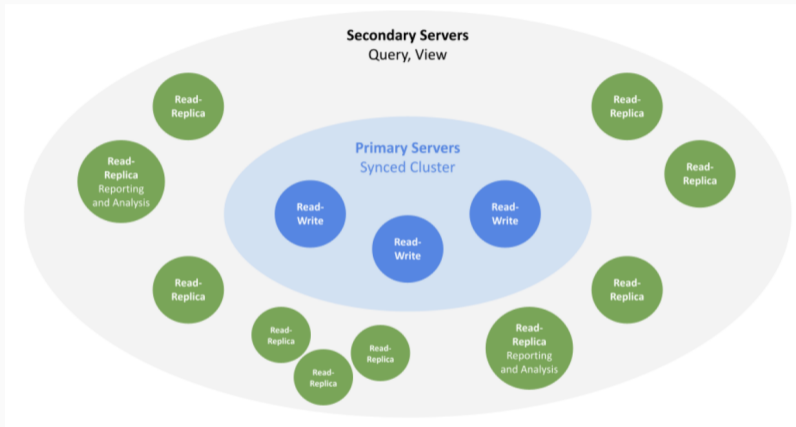 Secondary Servers
Query, View
Read-
Replica
Read-
Replica
Read-
Replica
Reporting
and Analysis
Read-
Replica
Primary Servers
Synced Cluster
Read-
Write
Read-
Write
Read-
Write
Read-
Replica
Read-
Replica
Read-
Replica
Read-
Replica
Read-
Replica
Read-
Replica
Reporting
and Analysis
Read-
Replica